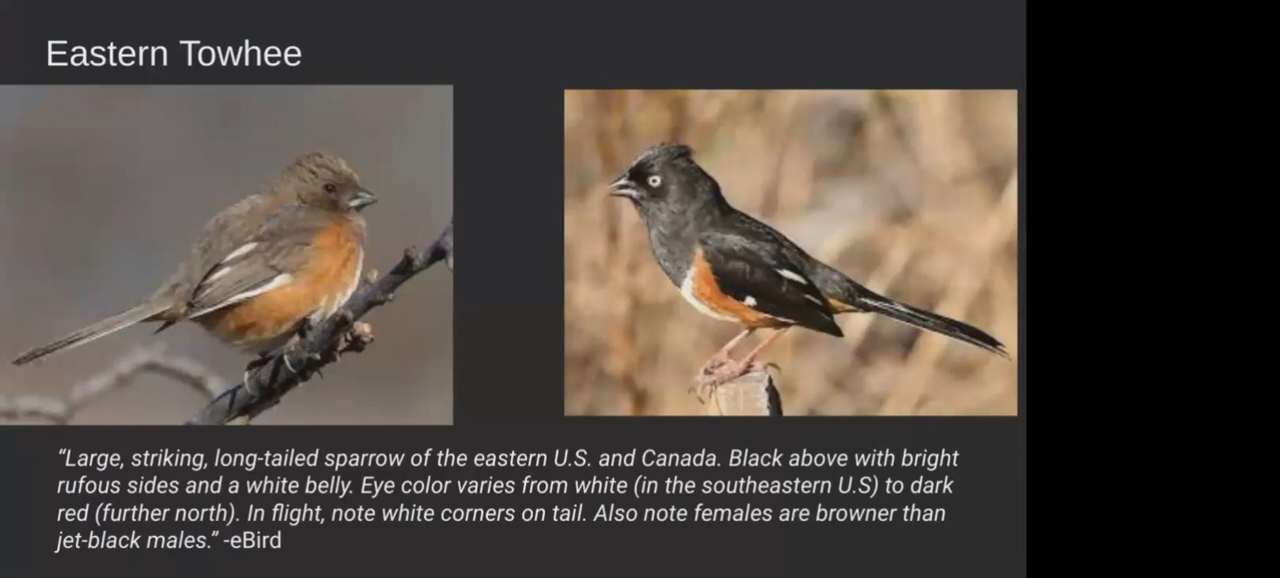 Eastern Towhee
“Large, striking, long-tailed sparrow of the eastern U.S. and Canada. Black above with bright
rufous sides and a white belly. Eye color varies from white (in the southeastern U.S) to dark
red (further north). In flight, note white corners on tail. Also note females are browner than
jet-black males.” -eBird